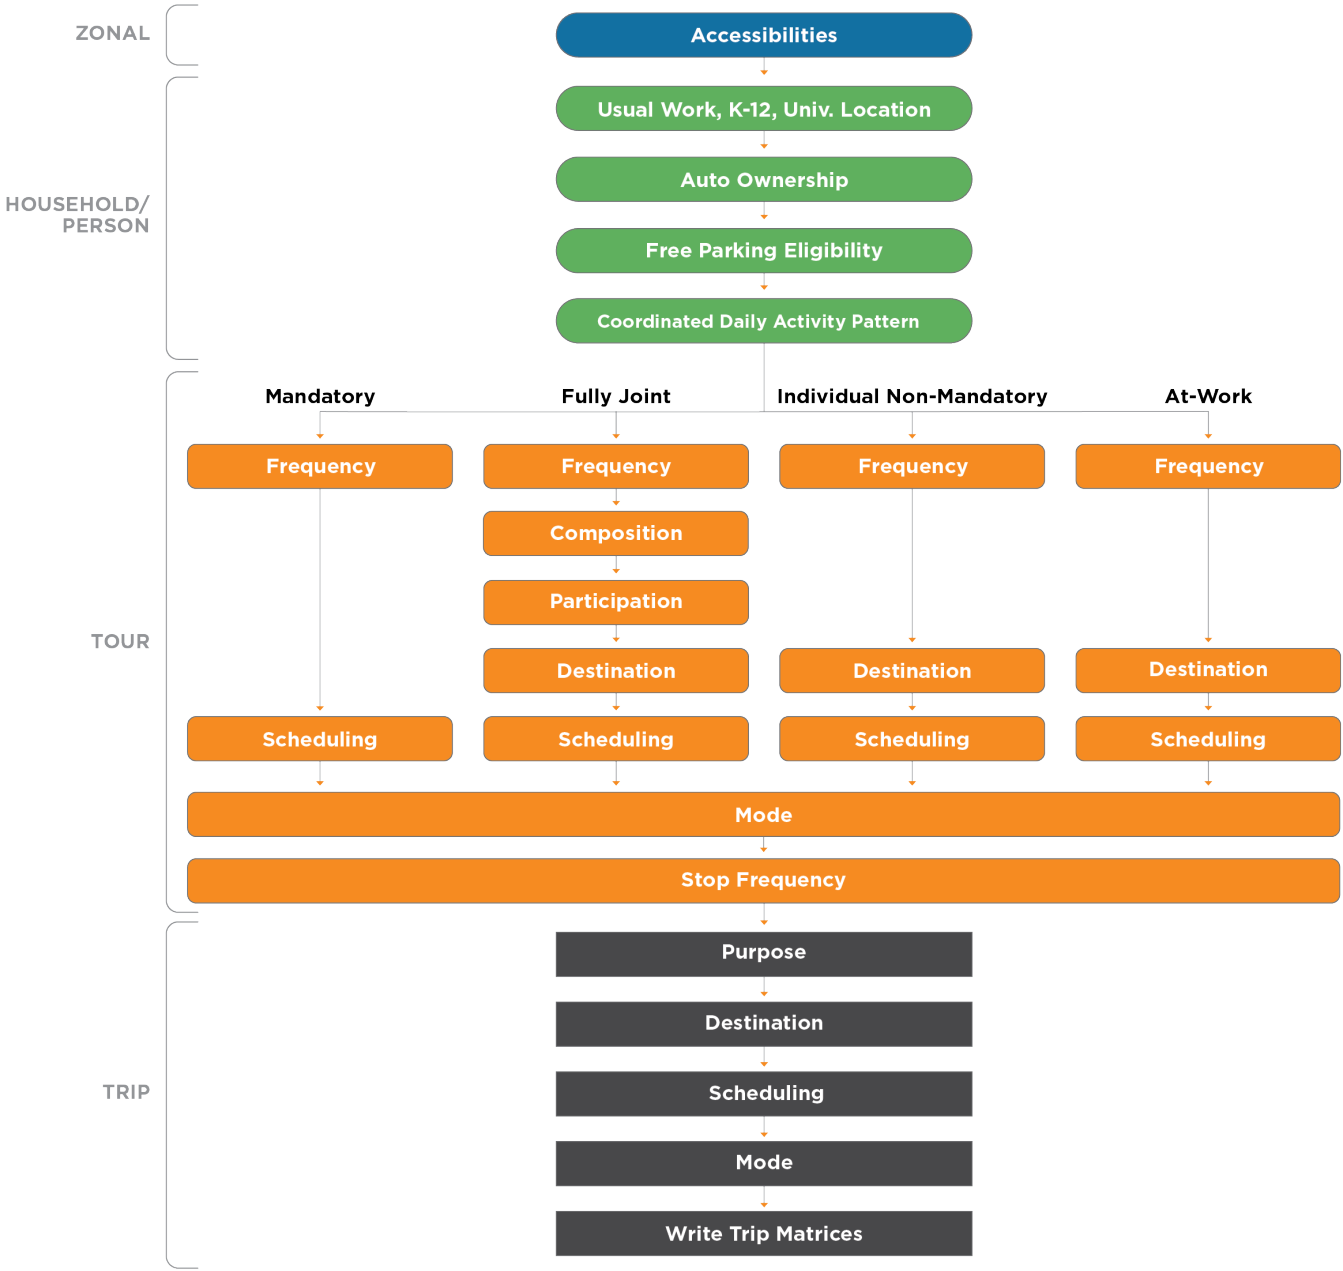 ZONAL
Accessibilities
HOUSEHOLD/
PERSON
Usual Work, K-12, Univ. Location
Auto Ownership
Free Parking Eligibility
Coordinated Daily Activity Pattern
TOUR
Mandatory
Fully Joint
Individual Non-Mandatory
At-Work
Frequency
Frequency
Frequency
Frequency
Composition
Participation
Destination
Destination
Destination
Scheduling
Scheduling
Scheduling
Scheduling
Mode
Stop Frequency
TRIP
Purpose
Destination
Scheduling
Mode
Write Trip Matrices